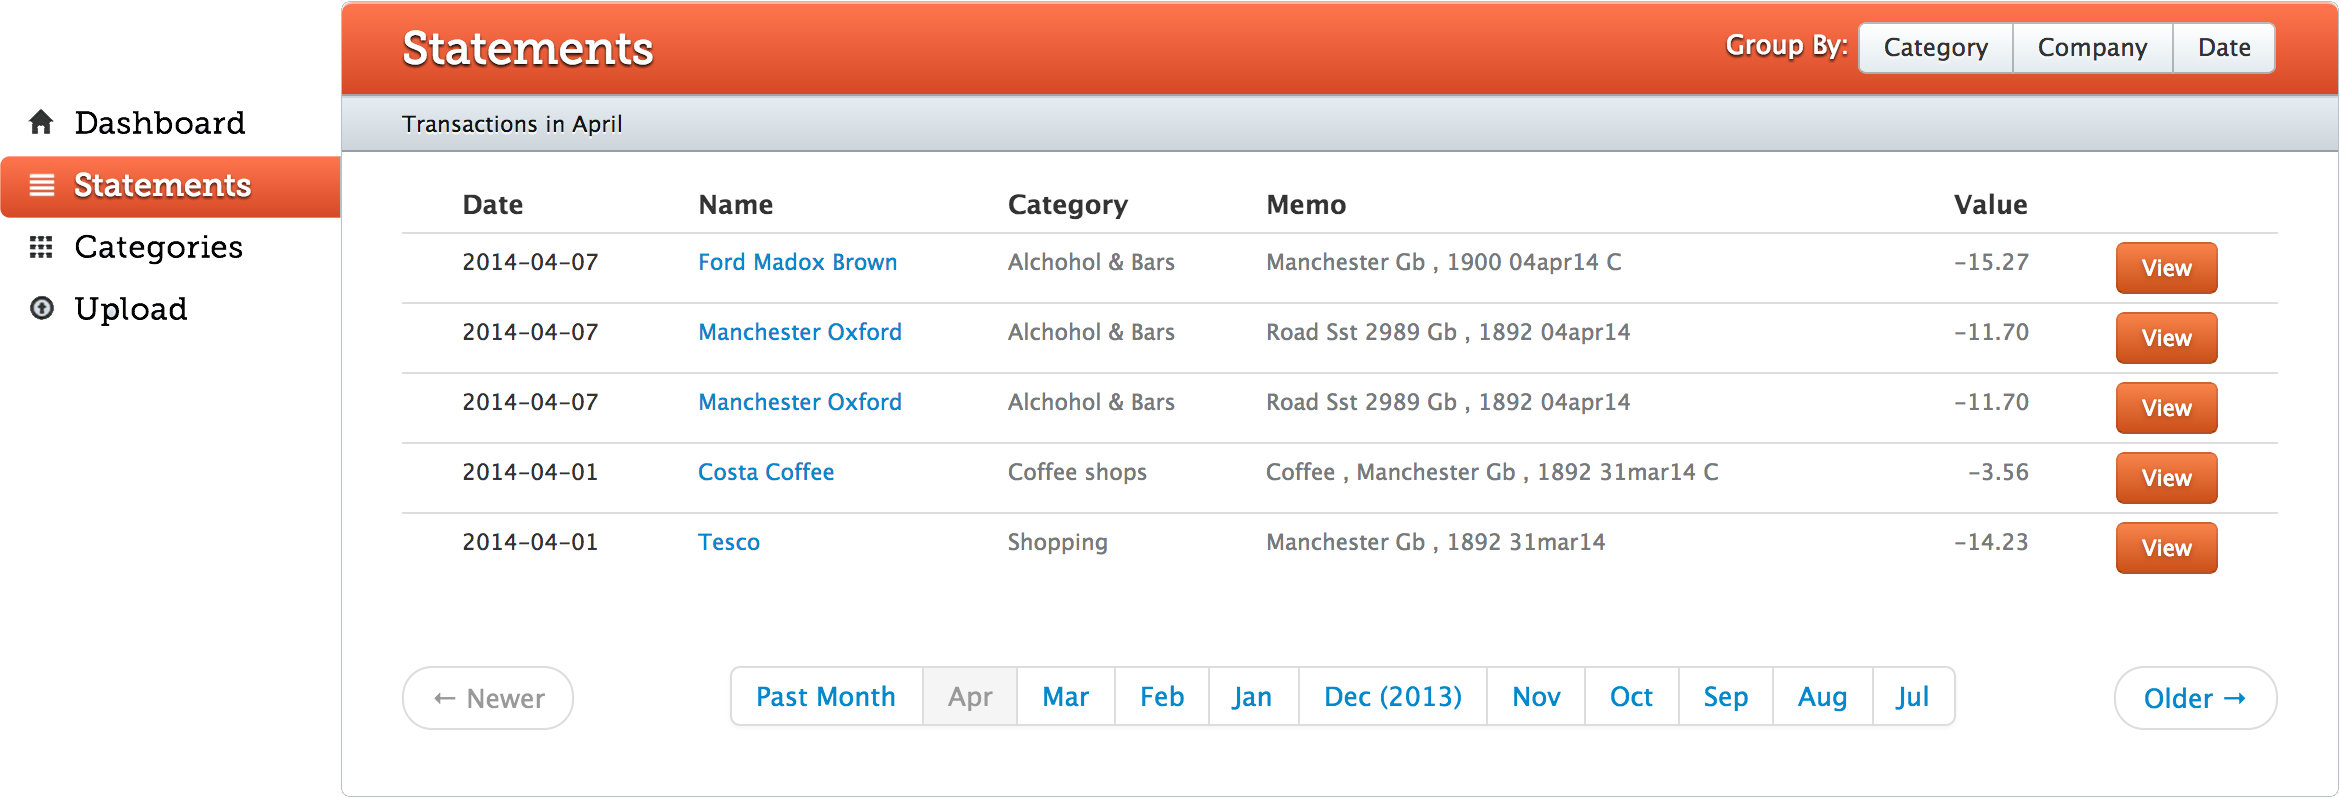 Statements
Group By: Category Company Date
Transactions in April
Dashboard
Statements
Categories
Upload
Date Name Category Memo Value
2014-04-07 Ford Madox Brown Alchohol & Bars Manchester Gb , 1900 04apr14 C -15.27 View
2014-04-07 Manchester Oxford Alchohol & Bars Road Sst 2989 Gb , 1892 04apr14 -11.70 View
2014-04-07 Manchester Oxford Alchohol & Bars Road Sst 2989 Gb , 1892 04apr14 -11.70 View
2014-04-01 Costa Coffee Coffee shops Coffee , Manchester Gb , 1892 31mar14 C -3.56 View
2014-04-01 Tesco Shopping Manchester Gb , 1892 31mar14 -14.23 View
← Newer Past Month Apr Mar Feb Jan Dec (2013) Nov Oct Sep Aug Jul Older →